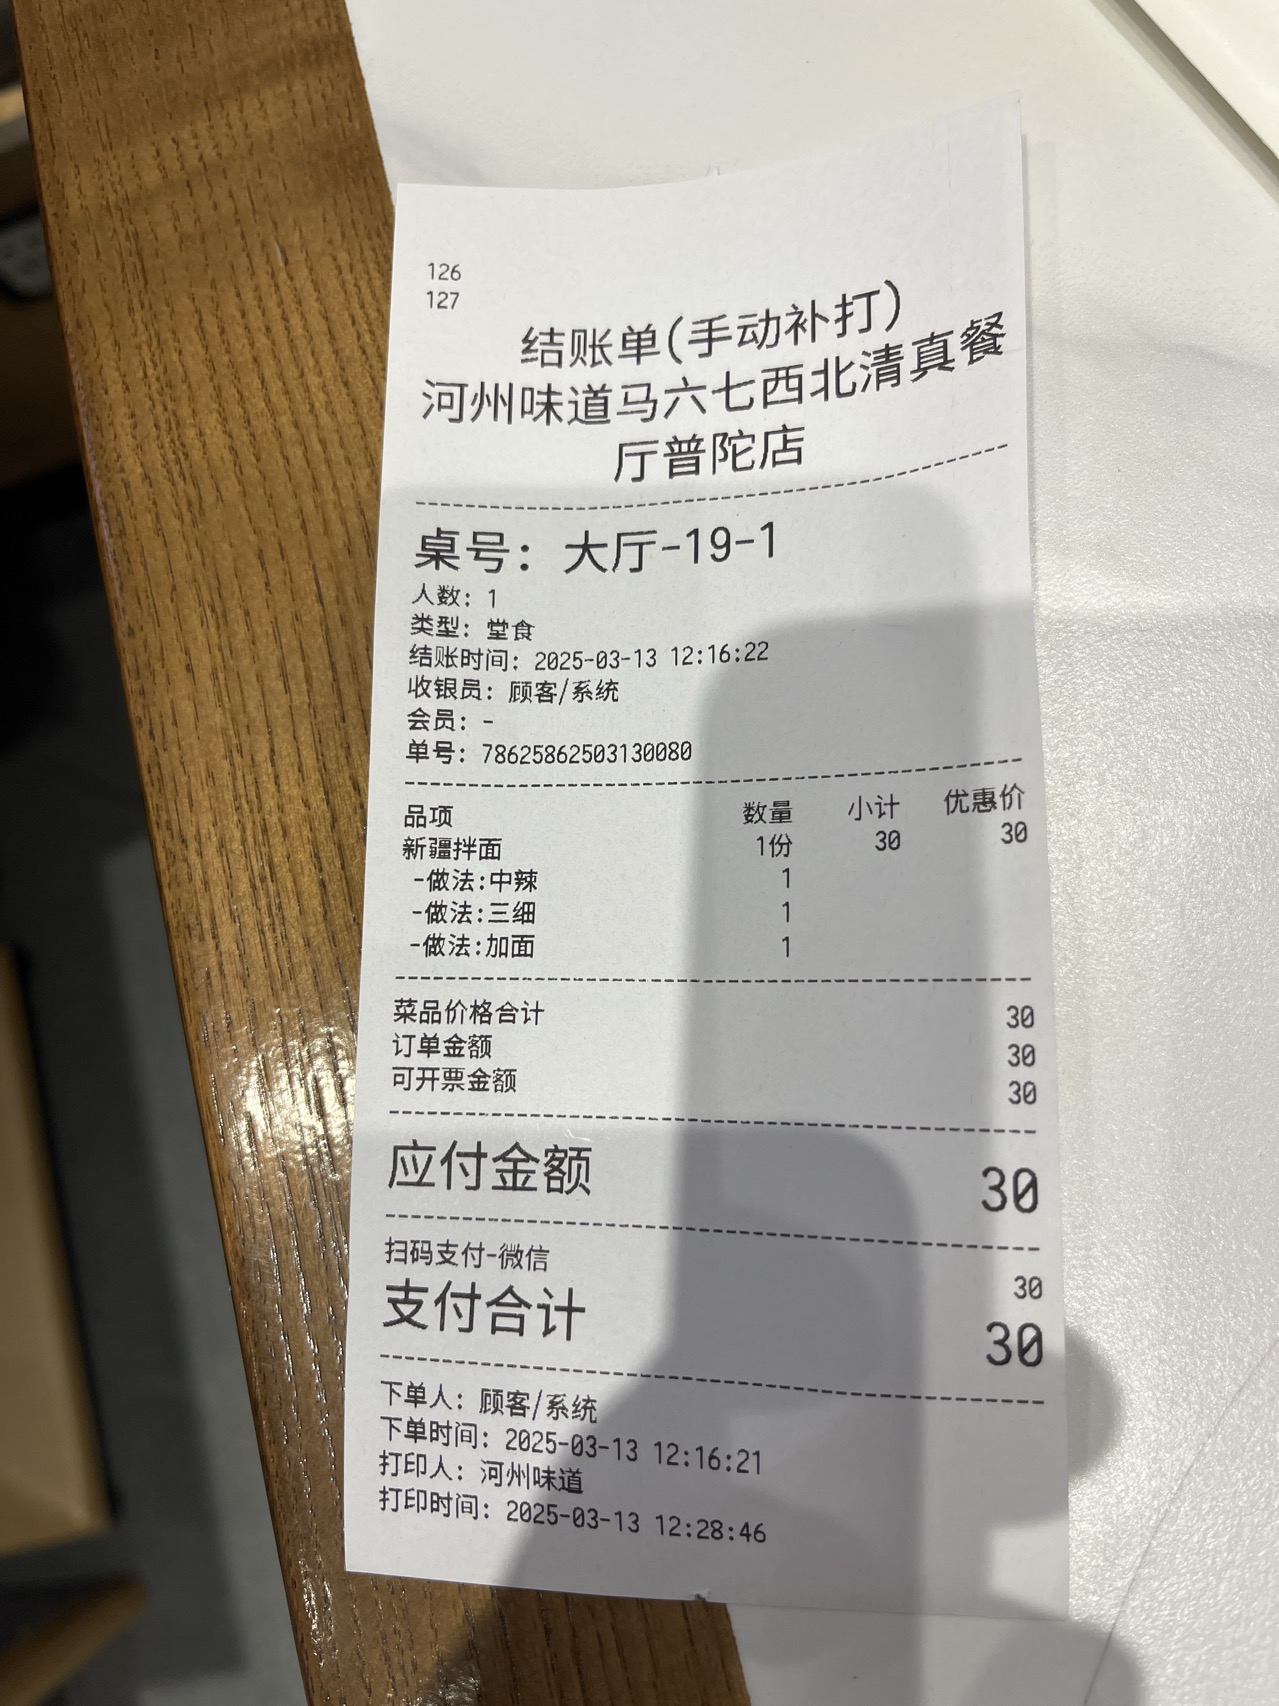 126
127
结账单(手动补打)
河州味道马六七西北清真餐
厅普陀店
桌号: 大厅-19-1
人数: 1
类型: 堂食
结账时间: 2025-03-13 12:16:22
收银员: 顾客/系统
会员: -
单号: 78625862503130080
品项 数量 小计 优惠价
新疆拌面 1份 30 30
-做法:中辣 1
-做法:三细 1
-做法:加面 1
菜品价格合计 30
订单金额 30
可开票金额 30
应付金额 30
扫码支付-微信 30
支付合计 30
下单人: 顾客/系统
下单时间: 2025-03-13 12:16:21
打印人: 河州味道
打印时间: 2025-03-13 12:28:46